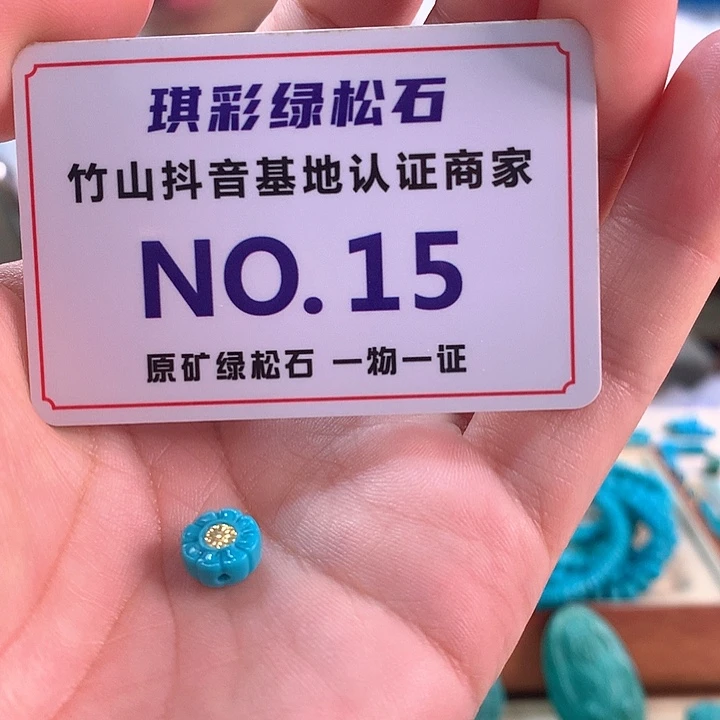 琪彩绿松石
竹山抖音基地认证商家
NO.15
原矿绿松石 一物一证